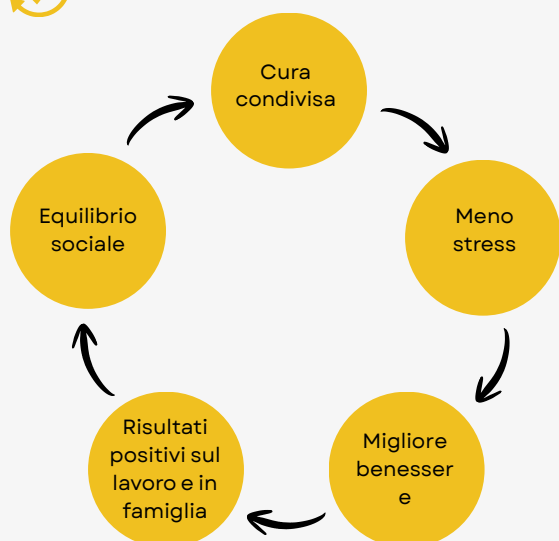 Cura
condivisa
Meno
stress
Migliore
benesser
e
Risultati
positivi sul
lavoro e in
famiglia
Equilibrio
sociale